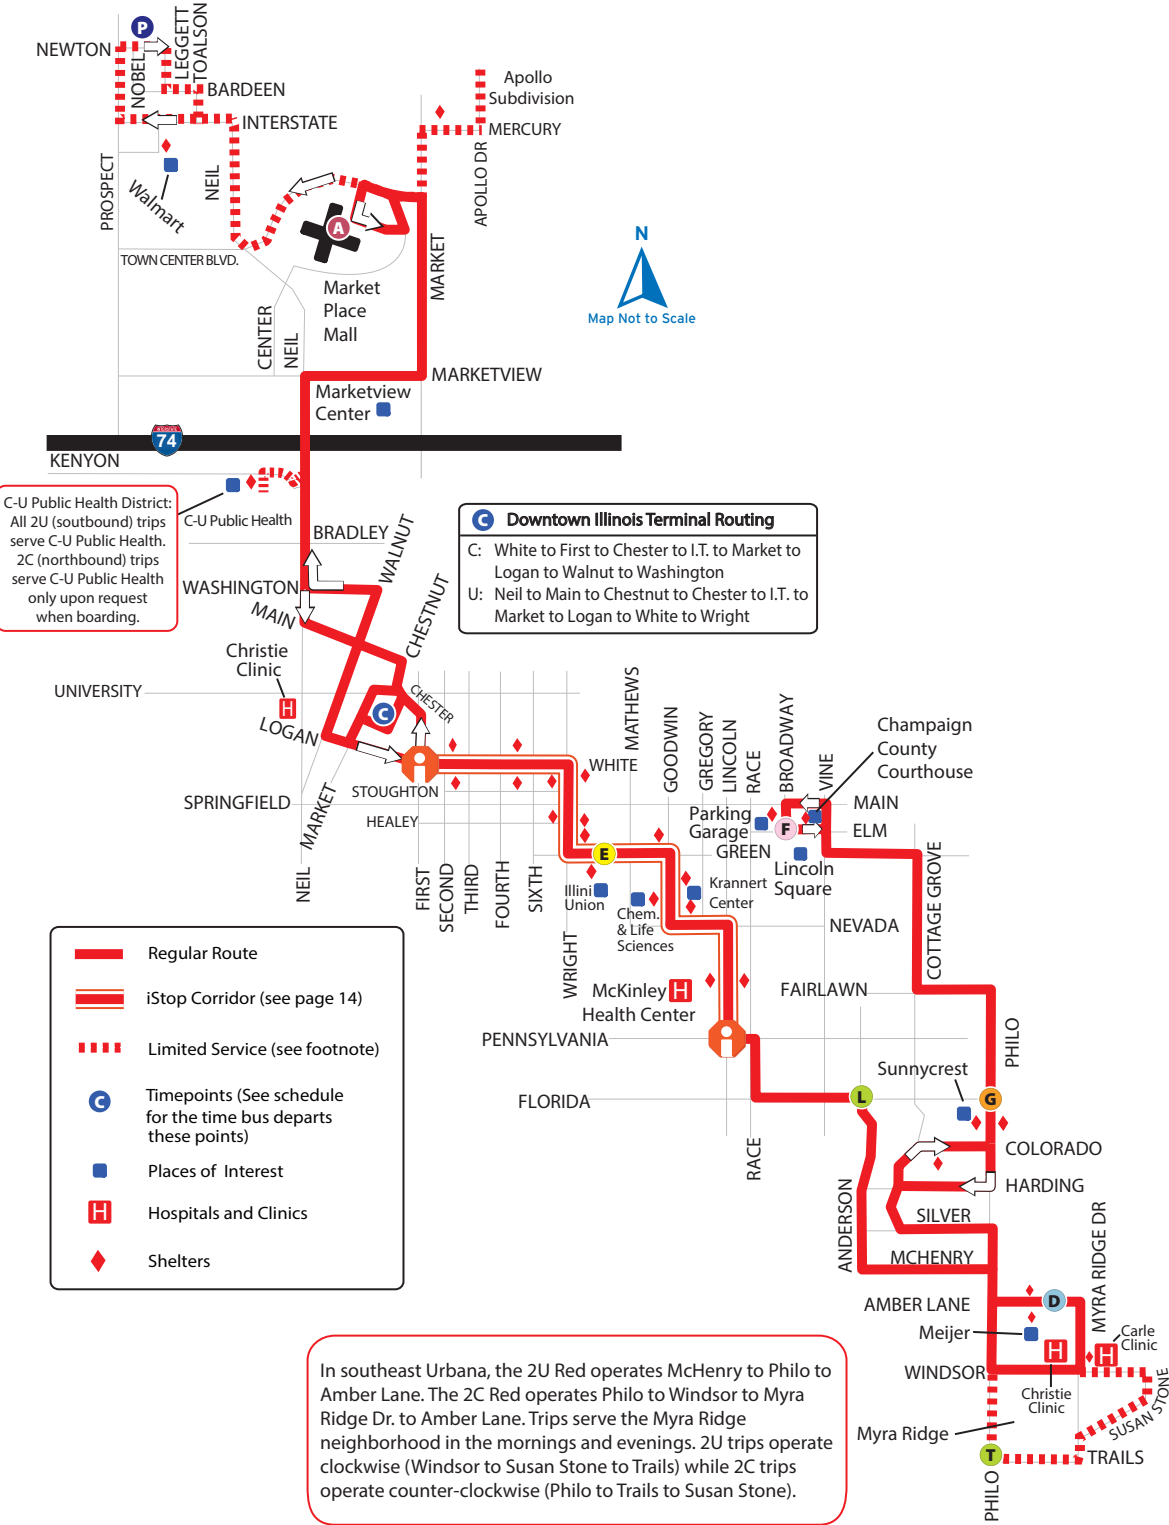 P
NEWTON
NOBEL
LEGGETT
TOALSON
BARDEEN
INTERSTATE
Apollo
Subdivision
MERCURY
APOLLO DR
PROSPECT
Walmart
NEIL
A
TOWN CENTER BLVD.
Market
Place
Mall
MARKET
CENTER
NEIL
N
Map Not to Scale
MARKETVIEW
Marketview
Center
74
KENYON
C-U Public Health District:
All 2U (soutbound) trips
serve C-U Public Health.
2C (northbound) trips
serve C-U Public Health
only upon request
when boarding.
C-U Public Health
BRADLEY
WALNUT
WASHINGTON
MAIN
CHESTNUT
C Downtown Illinois Terminal Routing
C: White to First to Chester to I.T. to Market to
Logan to Walnut to Washington
U: Neil to Main to Chestnut to Chester to I.T. to
Market to Logan to White to Wright
Christie
Clinic
H
UNIVERSITY
CHESTER
C
LOGAN
MATHEWS
GOODWIN
GREGORY
LINCOLN
RACE
BROADWAY
VINE
Champaign
County
Courthouse
WHITE
STOUGHTON
SPRINGFIELD
MARKET
HEALEY
MAIN
Parking
Garage
F
ELM
GREEN
E
Lincoln
Square
NEIL
FIRST
SECOND
THIRD
FOURTH
SIXTH
Illini
Union
Krannert
Center
Chem.
& Life
Sciences
NEVADA
COTTAGE GROVE
WRIGHT
McKinley H
Health Center
FAIRLAWN
PENNSYLVANIA
PHILO
Sunnycrest
FLORIDA
L
G
RACE
COLORADO
HARDING
ANDERSON
SILVER
MCHENRY
MYRA RIDGE DR
AMBER LANE
D
Meijer
H
H
Carle
Clinic
WINDSOR
Christie
Clinic
SUSAN STONE
Myra Ridge
T
TRAILS
PHILO
Regular Route
iStop Corridor (see page 14)
Limited Service (see footnote)
C
Timepoints (See schedule
for the time bus departs
these points)
Places of Interest
H
Hospitals and Clinics
Shelters
In southeast Urbana, the 2U Red operates McHenry to Philo to
Amber Lane. The 2C Red operates Philo to Windsor to Myra
Ridge Dr. to Amber Lane. Trips serve the Myra Ridge
neighborhood in the mornings and evenings. 2U trips operate
clockwise (Windsor to Susan Stone to Trails) while 2C trips
operate counter-clockwise (Philo to Trails to Susan Stone).